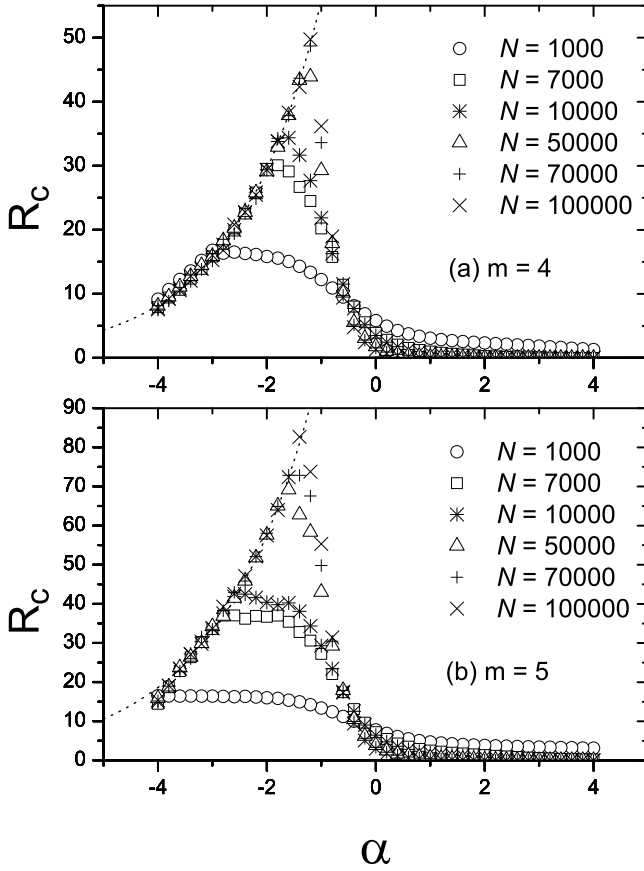 55
50
40
30
20
10
0
R_c
N = 1000
N = 7000
N = 10000
N = 50000
N = 70000
N = 100000
(a) m = 4
-4 -2 0 2 4
90
80
70
60
50
40
30
20
10
0
R_c
N = 1000
N = 7000
N = 10000
N = 50000
N = 70000
N = 100000
(b) m = 5
-4 -2 0 2 4
α